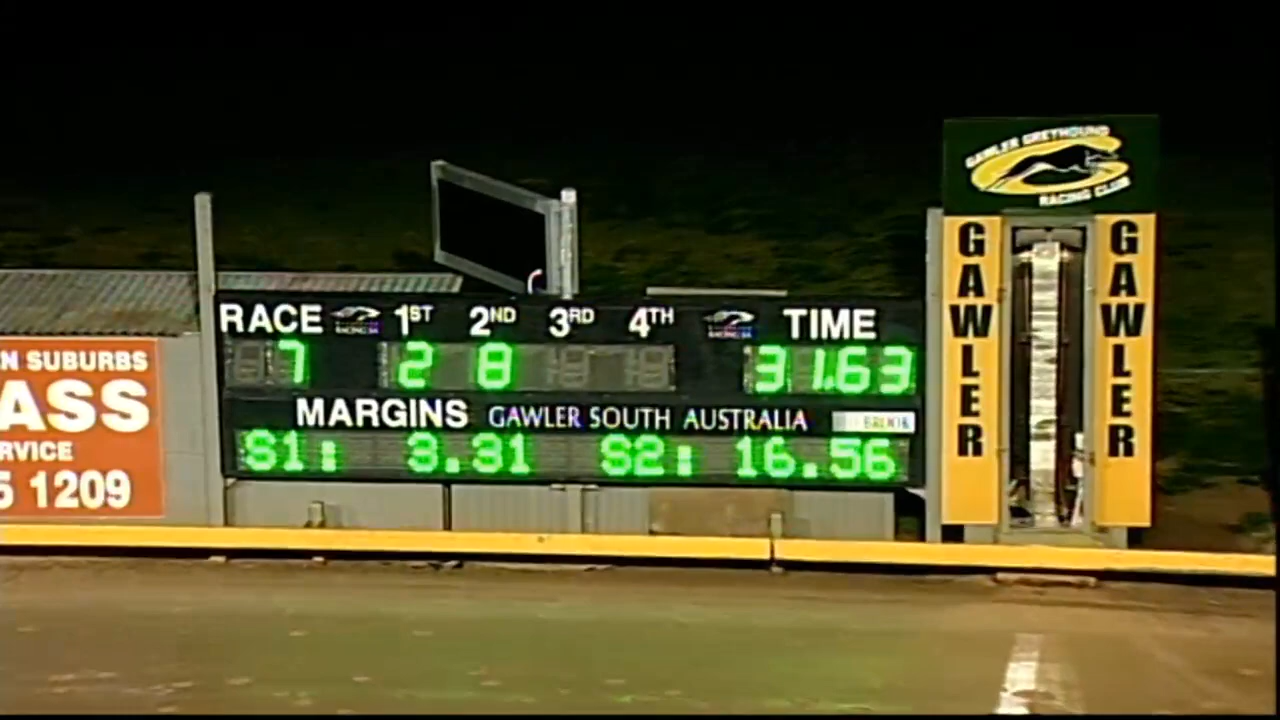 GAWLER GREYHOUND
RACING CLUB
GAWLER
GAWLER
RACE 1ST 2ND 3RD 4TH TIME
7 2 8 31.63
MARGINS GAWLER SOUTH AUSTRALIA
S1: 3.31 S2: 16.56
N SUBURBS
ASS
RVICE
5 1209